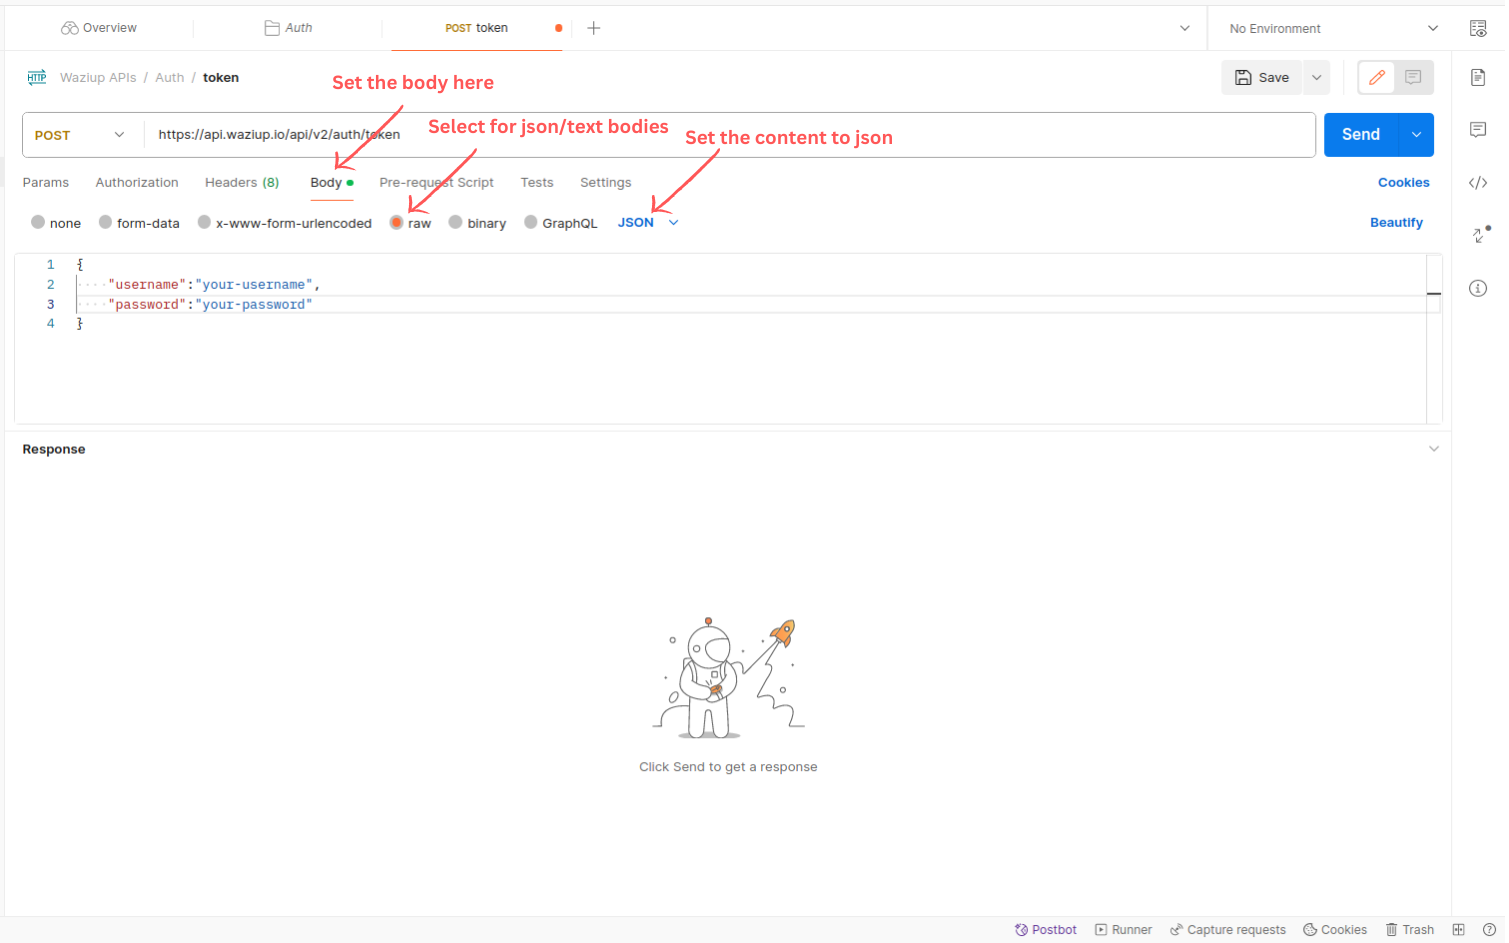 Overview
Auth
POST token
No Environment
HTTP
Waziup APIs / Auth / token
Set the body here
Save
POST
https://api.waziup.io/api/v2/auth/token
Select for json/text bodies
Set the content to json
Send
Params
Authorization
Headers (8)
Body
Pre-request Script
Tests
Settings
Cookies
none
form-data
x-www-form-urlencoded
raw
binary
GraphQL
JSON
Beautify
1 {
2 ····"username":"your-username",
3 ····"password":"your-password"
4 }
Response
Click Send to get a response
Postbot
Runner
Capture requests
Cookies
Trash